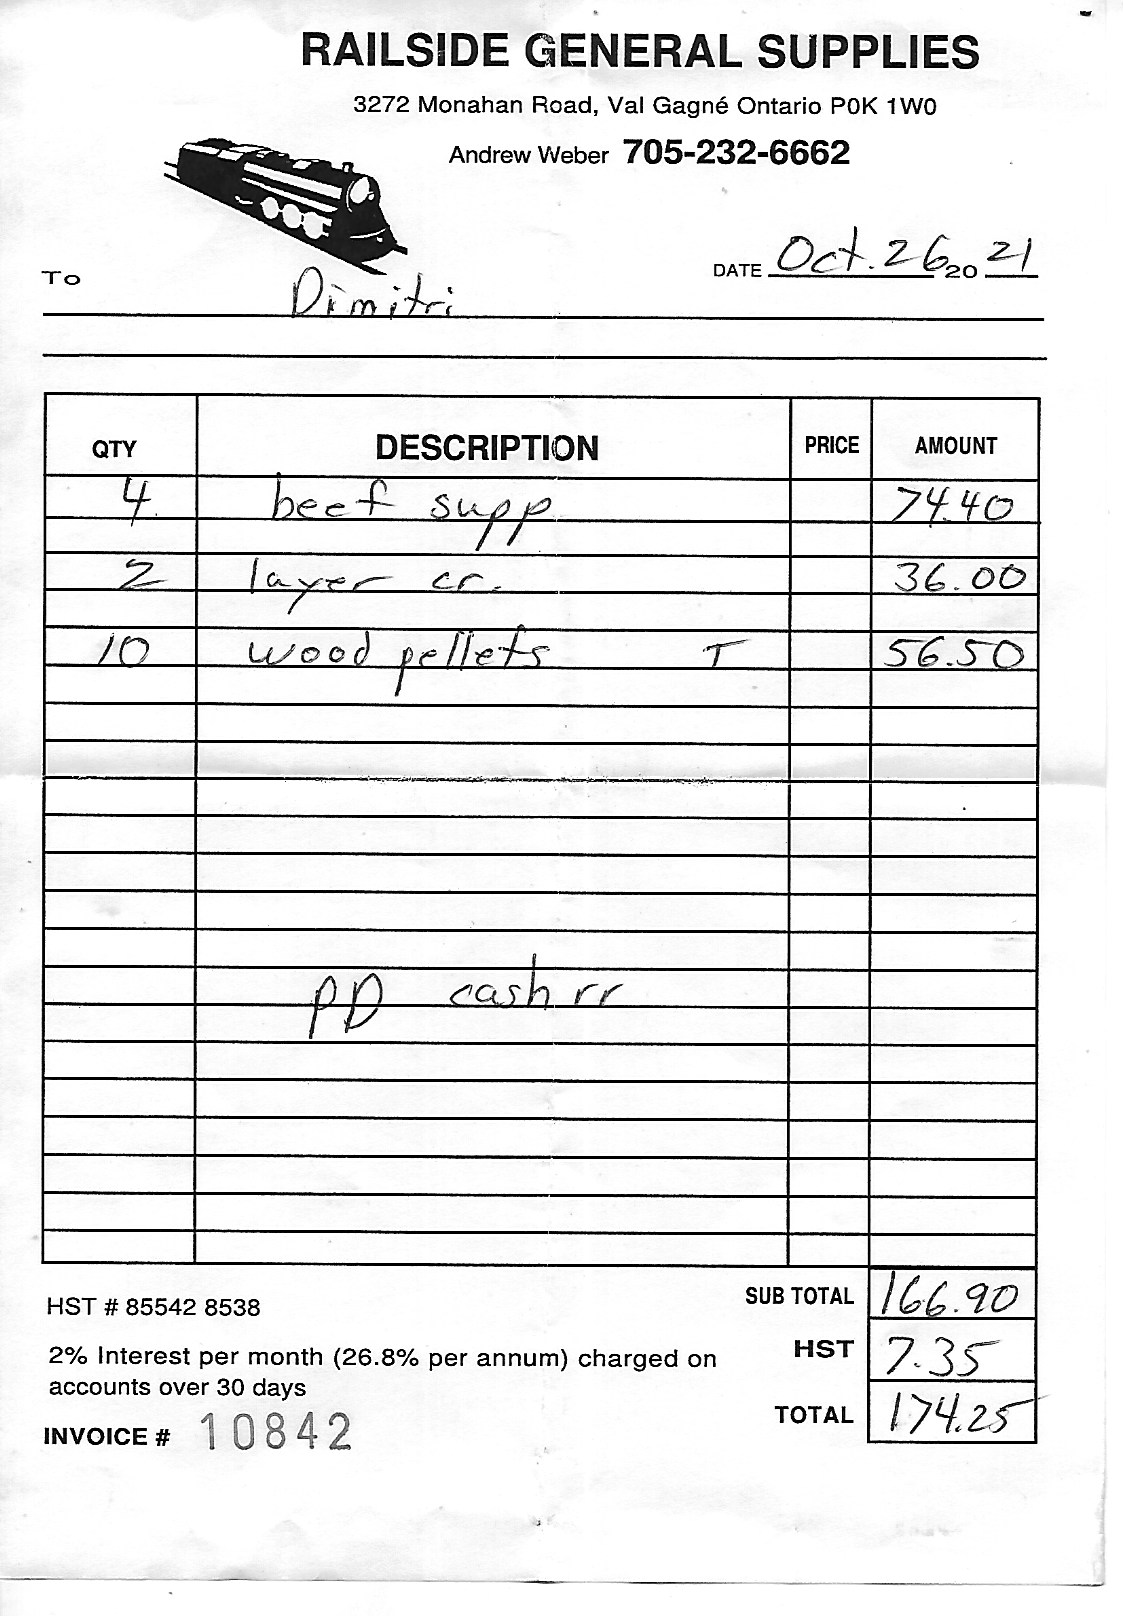 RAILSIDE GENERAL SUPPLIES
3272 Monahan Road, Val Gagné Ontario P0K 1W0
Andrew Weber 705-232-6662
DATE Oct. 26 20 21
To Dimitri
QTY DESCRIPTION PRICE AMOUNT
4 beef supp 74.40
2 layer cr. 36.00
10 wood pellets T 56.50
PD cash rr
SUB TOTAL 166.90
HST # 85542 8538
HST 7.35
2% Interest per month (26.8% per annum) charged on
accounts over 30 days
TOTAL 174.25
INVOICE # 10842